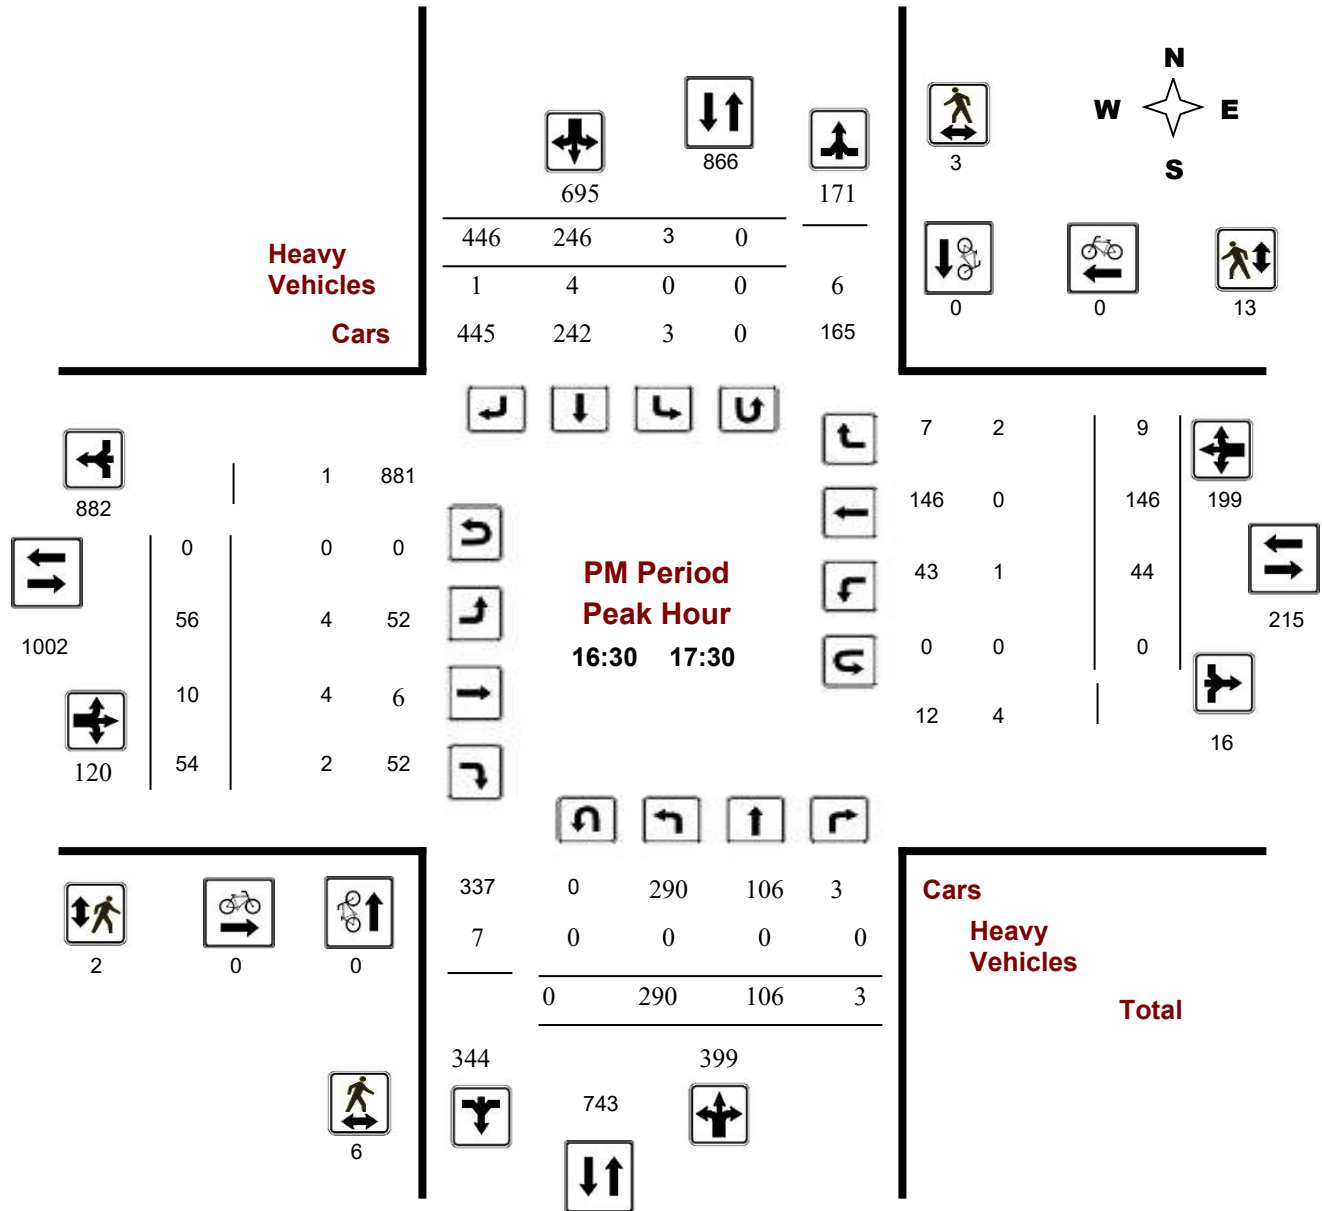 N
W E
S
866
3
695
171
446 246 3 0
Heavy
Vehicles
1 4 0 0 6
0 0 13
Cars
445 242 3 0 165
7 2 9
1 881
882
146 0 146 199
0 0 0
PM Period
43 1 44
Peak Hour
56 4 52
215
1002
16:30 17:30
0 0 0
10 4 6
12 4
16
120
54 2 52
337 0 290 106 3
Cars
7 0 0 0 0
Heavy
Vehicles
2 0 0
0 290 106 3
Total
344 399
743
6